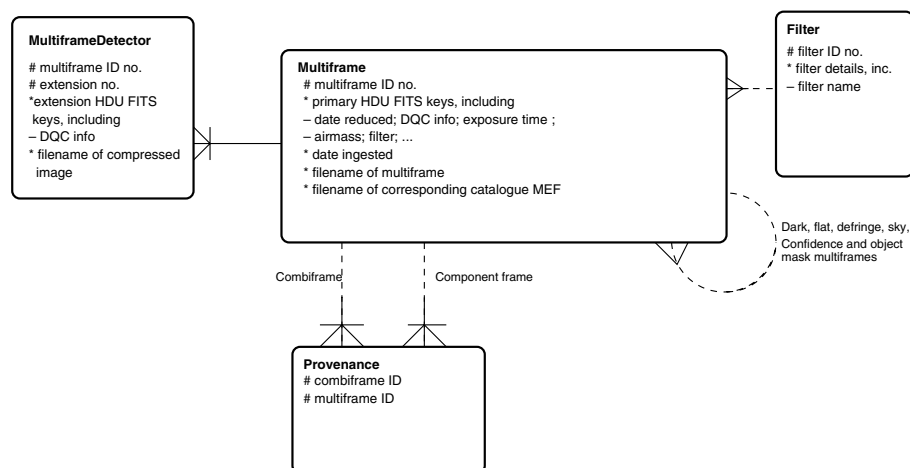 MultiframeDetector
# multiframe ID no.
# extension no.
*extension HDU FITS
keys, including
– DQC info
* filename of compressed
image
Multiframe
# multiframe ID no.
* primary HDU FITS keys, including
– date reduced; DQC info; exposure time ;
– airmass; filter; ...
* date ingested
* filename of multiframe
* filename of corresponding catalogue MEF
Filter
# filter ID no.
* filter details, inc.
– filter name
Dark, flat, defringe, sky,
Confidence and object
mask multiframes
Combiframe
Component frame
Provenance
# combiframe ID
# multiframe ID